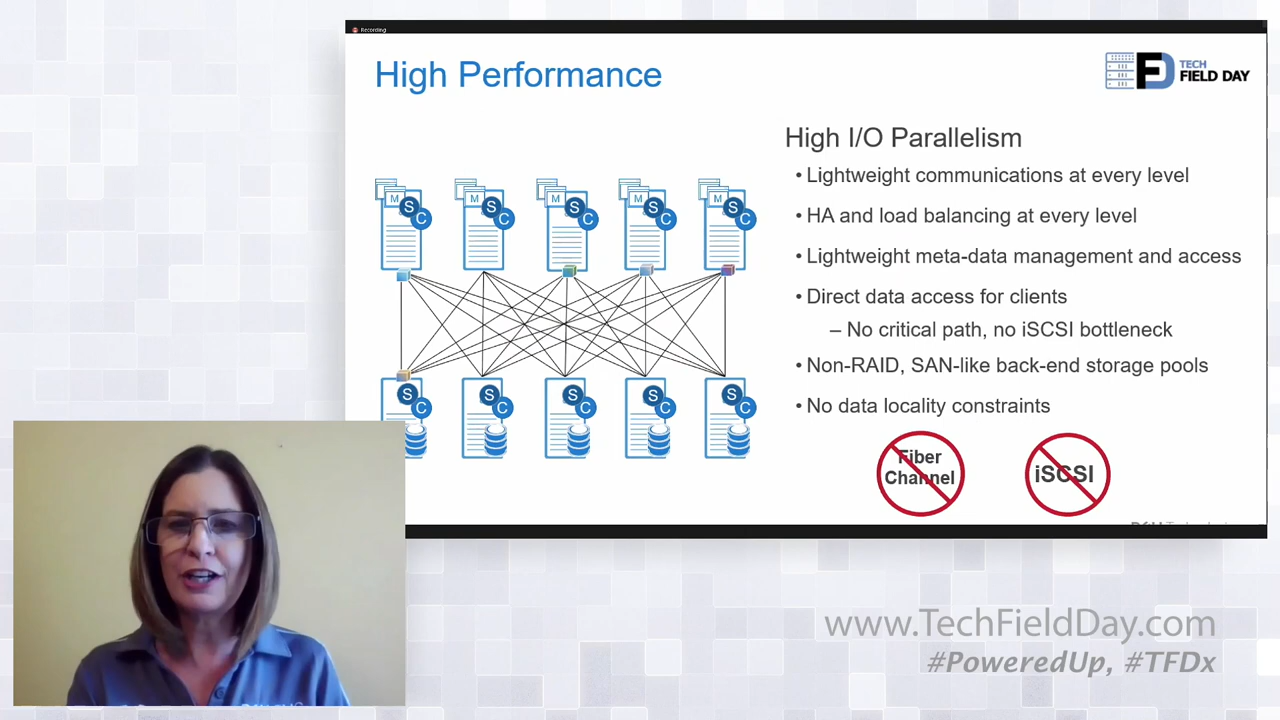 Recording
High Performance
TECH
FIELD DAY
High I/O Parallelism
• Lightweight communications at every level
• HA and load balancing at every level
• Lightweight meta-data management and access
• Direct data access for clients
– No critical path, no iSCSI bottleneck
• Non-RAID, SAN-like back-end storage pools
• No data locality constraints
M S C M S C M S C M S C M S C
S C S C S C S C S C
Fiber
Channel
iSCSI
www.TechFieldDay.com
#PoweredUp, #TFDx